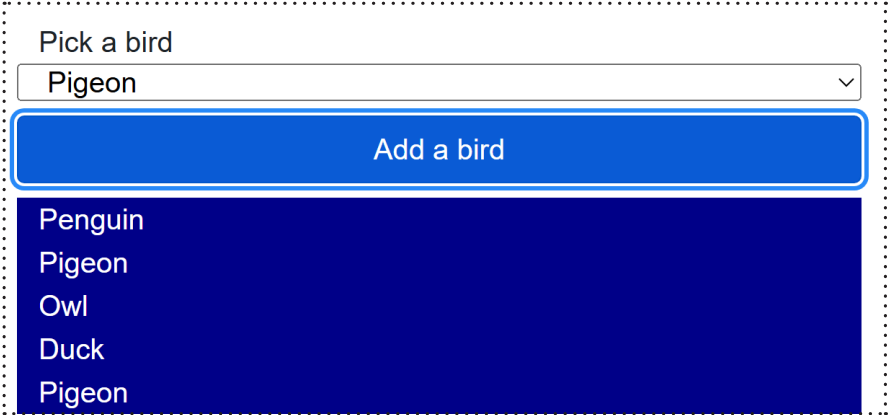 Pick a bird
Pigeon
Add a bird
Penguin
Pigeon
Owl
Duck
Pigeon